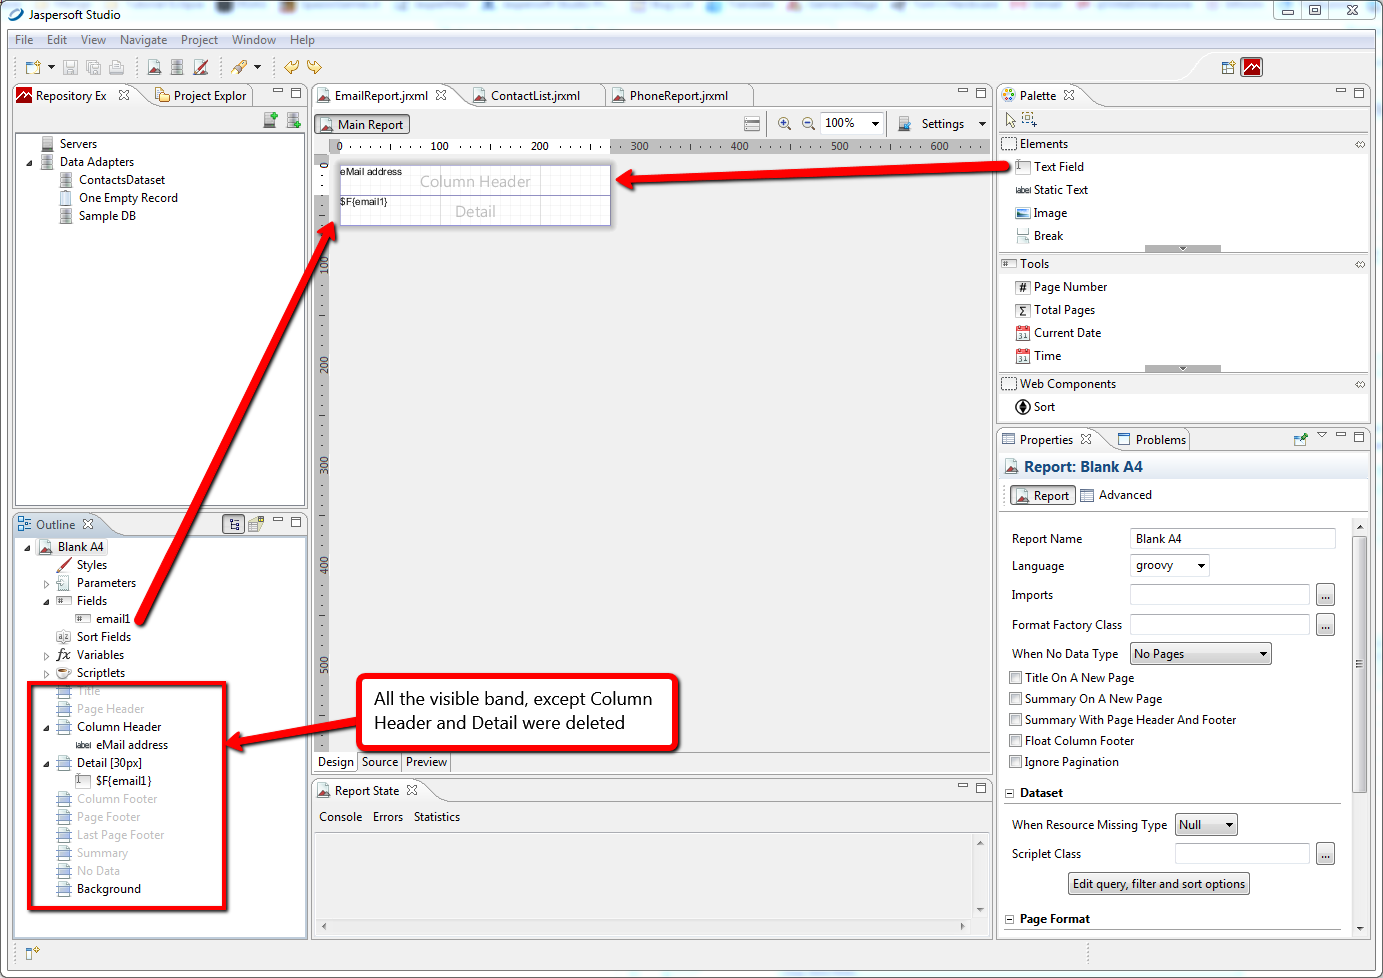 Jaspersoft Studio
File Edit View Navigate Project Window Help
Repository Ex
Project Explor
Servers
Data Adapters
ContactsDataset
One Empty Record
Sample DB
Outline
Blank A4
Styles
Parameters
Fields
email1
Sort Fields
Variables
Scriptlets
Title
Page Header
Column Header
label eMail address
Detail [30px]
$F{email1}
Column Footer
Page Footer
Last Page Footer
Summary
No Data
Background
EmailReport.jrxml
ContactList.jrxml
PhoneReport.jrxml
Main Report
100%
Settings
0 100 200 300 400 500 600
0
100
200
300
400
500
eMail address
Column Header
$F{email1}
Detail
All the visible band, except Column
Header and Detail were deleted
Design Source Preview
Report State
Console Errors Statistics
Palette
Elements
Text Field
label Static Text
Image
Break
Tools
# Page Number
Σ Total Pages
31 Current Date
31 Time
Web Components
Sort
Properties
Problems
Report: Blank A4
Report
Advanced
Report Name Blank A4
Language groovy
Imports ...
Format Factory Class ...
When No Data Type No Pages
Title On A New Page
Summary On A New Page
Summary With Page Header And Footer
Float Column Footer
Ignore Pagination
Dataset
When Resource Missing Type Null
Scriplet Class ...
Edit query, filter and sort options
Page Format